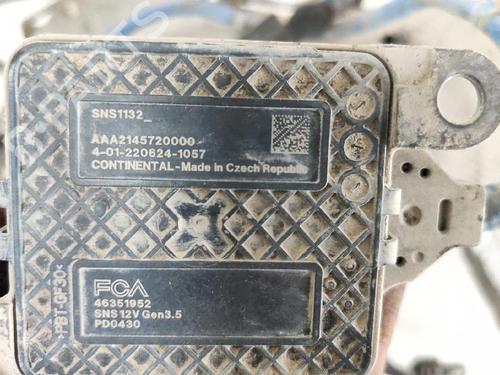 SNS1132_
AAA2145720000
4-01-220624-1057
CONTINENTAL - Made in Czech Republic
>PBT-GF30<
FCA
46351952
SNS 12V Gen3.5
PD0430